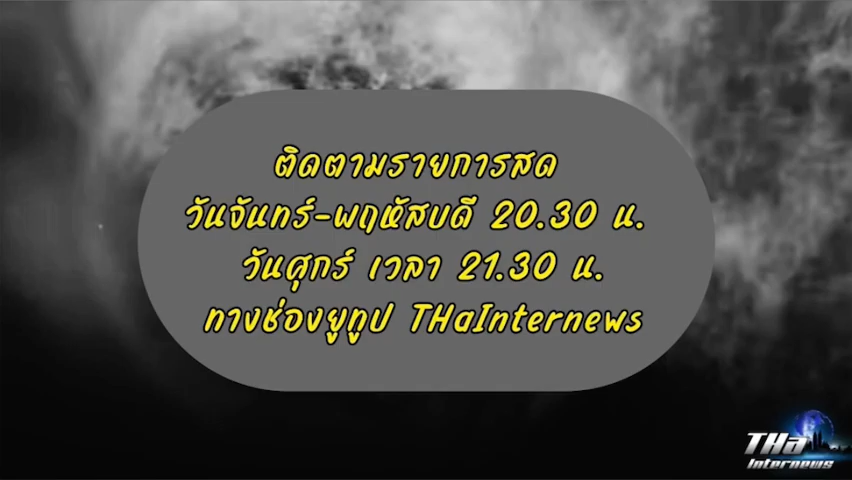 ติดตามรายการสด
วันจันทร์-พฤหัสบดี 20.30 น.
วันศุกร์ เวลา 21.30 น.
ทางช่องยูทูป THaInternews
THa
Internews